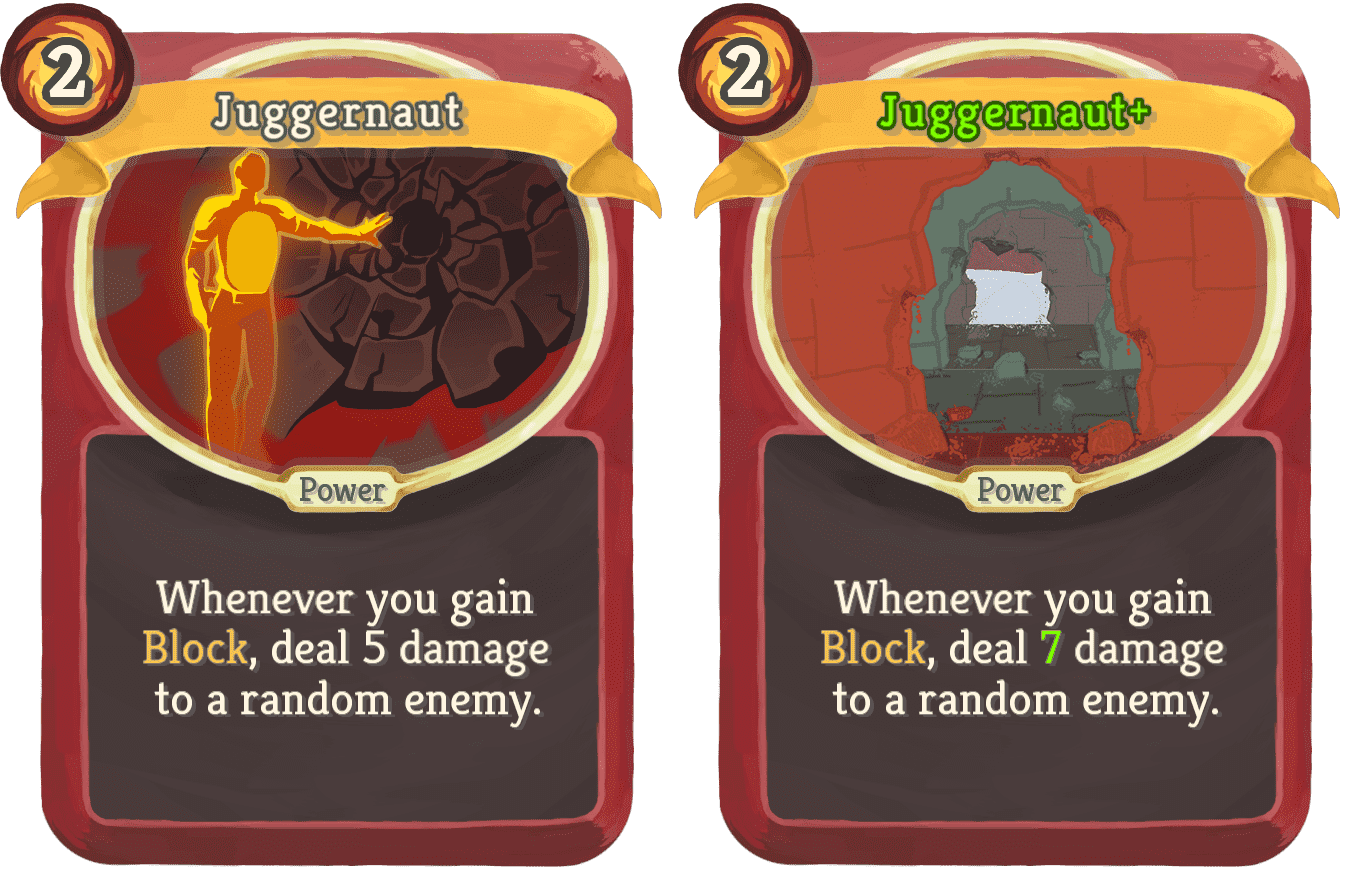 2
Juggernaut
Power
Whenever you gain
Block, deal 5 damage
to a random enemy.
2
Juggernaut+
Power
Whenever you gain
Block, deal 7 damage
to a random enemy.